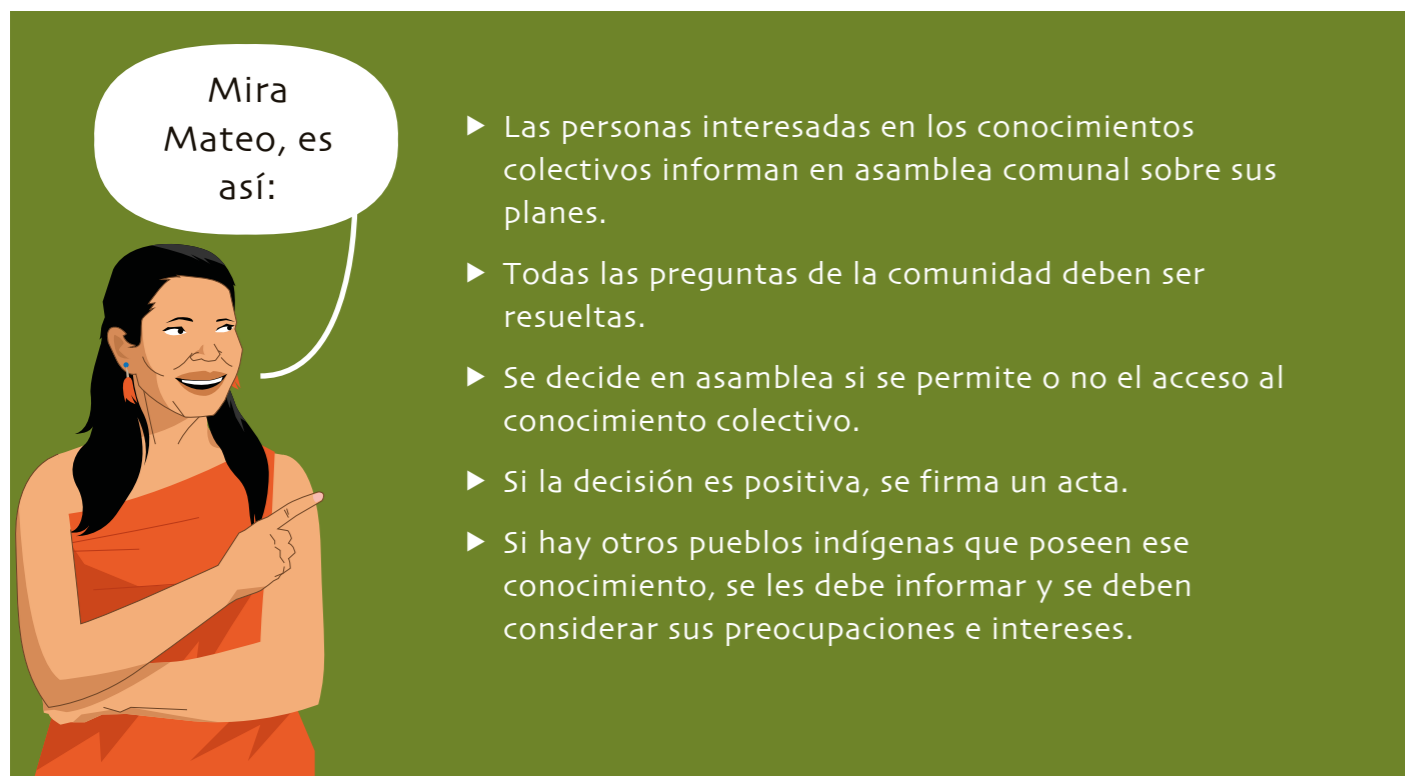 Mira
Mateo, es
así:
Las personas interesadas en los conocimientos
colectivos informan en asamblea comunal sobre sus
planes.
Todas las preguntas de la comunidad deben ser
resueltas.
Se decide en asamblea si se permite o no el acceso al
conocimiento colectivo.
Si la decisión es positiva, se firma un acta.
Si hay otros pueblos indígenas que poseen ese
conocimiento, se les debe informar y se deben
considerar sus preocupaciones e intereses.